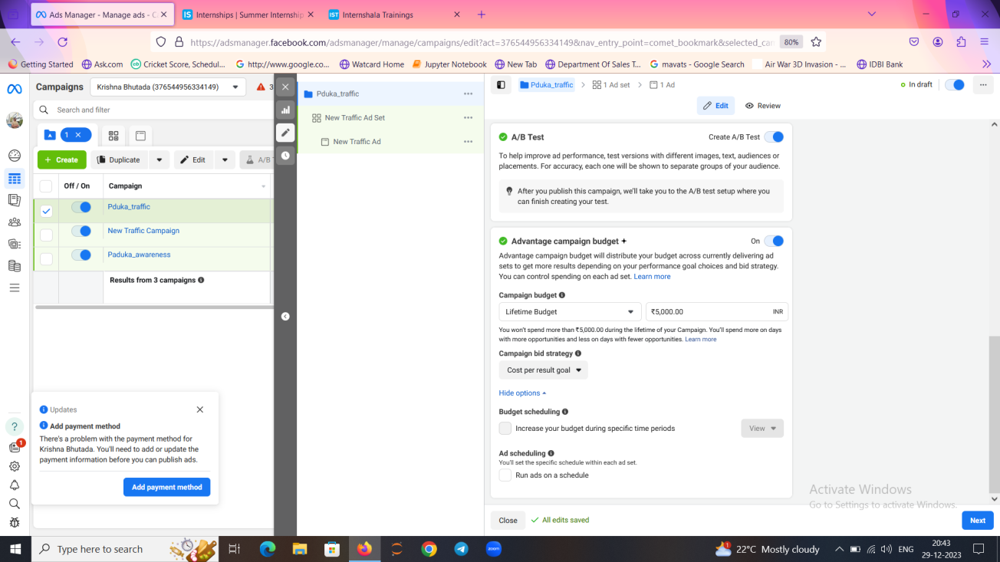 Ads Manager - Manage ads - C
Internships | Summer Internship
IS
IST
Internshala Trainings
https://adsmanager.facebook.com/adsmanager/manage/campaigns/edit?act=376544956334149&nav_entry_point=comet_bookmark&selected_ca
80%
Getting Started
Ask.com
Cricket Score, Schedul...
http://www.google.co...
Watcard Home
Jupyter Notebook
New Tab
Department Of Sales T...
mavats - Google Search
Air War 3D Invasion - ...
IDBI Bank
Campaigns
Krishna Bhutada (376544956334149)
3
Search and filter
1
+ Create
Duplicate
Edit
A/B T
Off / On
Campaign
Pduka_traffic
New Traffic Campaign
Paduka_awareness
Results from 3 campaigns
Updates
Add payment method
There's a problem with the payment method for
Krishna Bhutada. You'll need to add or update the
payment information before you can publish ads.
Add payment method
1
Pduka_traffic
New Traffic Ad Set
New Traffic Ad
Pduka_traffic
1 Ad set
1 Ad
In draft
Edit
Review
A/B Test
Create A/B Test
To help improve ad performance, test versions with different images, text, audiences or
placements. For accuracy, each one will be shown to separate groups of your audience.
After you publish this campaign, we'll take you to the A/B test setup where you
can finish creating your test.
Advantage campaign budget
On
Advantage campaign budget will distribute your budget across currently delivering ad
sets to get more results depending on your performance goal choices and bid strategy.
You can control spending on each ad set. Learn more
Campaign budget
Lifetime Budget
₹5,000.00
INR
You won't spend more than ₹5,000.00 during the lifetime of your Campaign. You'll spend more on days
with more opportunities and less on days with fewer opportunities. Learn more
Campaign bid strategy
Cost per result goal
Hide options
Budget scheduling
Increase your budget during specific time periods
View
Ad scheduling
You'll set the specific schedule within each ad set.
Run ads on a schedule
Activate Windows
Go to Settings to activate Windows.
Close
All edits saved
Next
Type here to search
zoom
1
22°C Mostly cloudy
ENG
20:43
29-12-2023